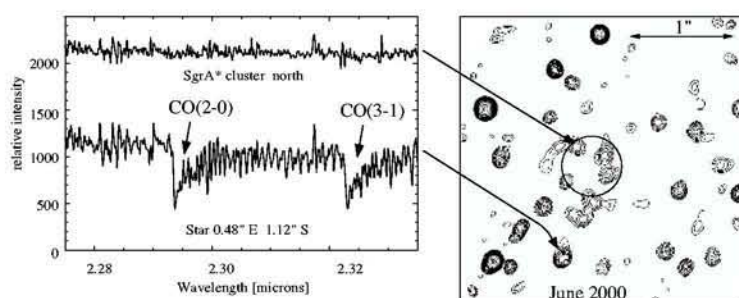 2000
1500
1000
500
0
relative intensity
SgrA* cluster north
CO(2-0)
CO(3-1)
Star 0.48" E 1.12" S
2.28
2.30
2.32
Wavelength [microns]
1"
June 2000